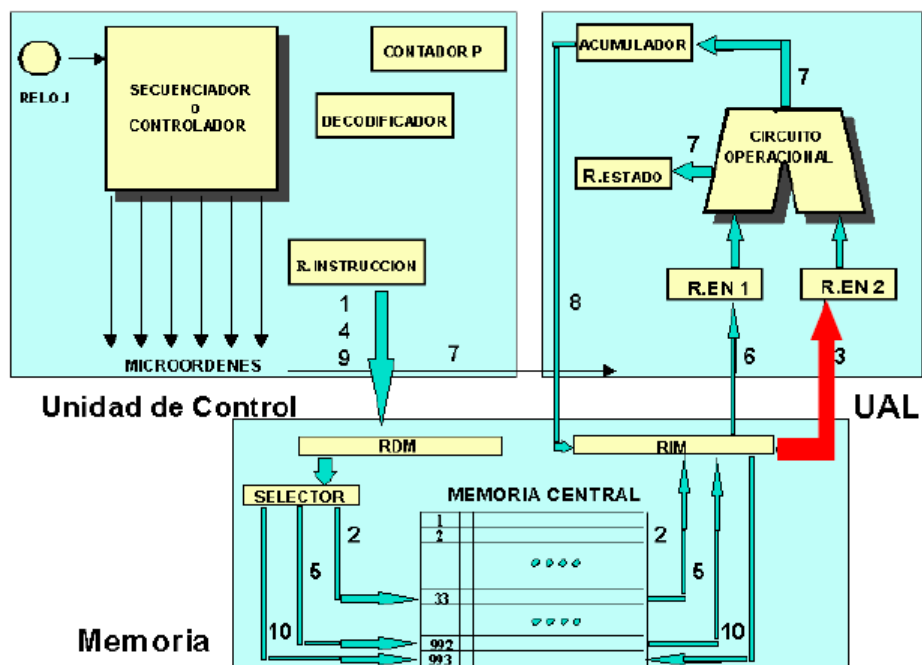 RELOJ
SECUENCIADOR
O
CONTROLADOR
CONTADOR P
DECODIFICADOR
R.INSTRUCCION
1
4
9
7
MICROORDENES
Unidad de Control
ACUMULADOR
7
CIRCUITO
OPERACIONAL
7
R.ESTADO
R.EN 1
R.EN 2
8
6
3
UAL
RDM
RIM
SELECTOR
MEMORIA CENTRAL
1
2
2
2
5
5
33
10
10
992
993
Memoria